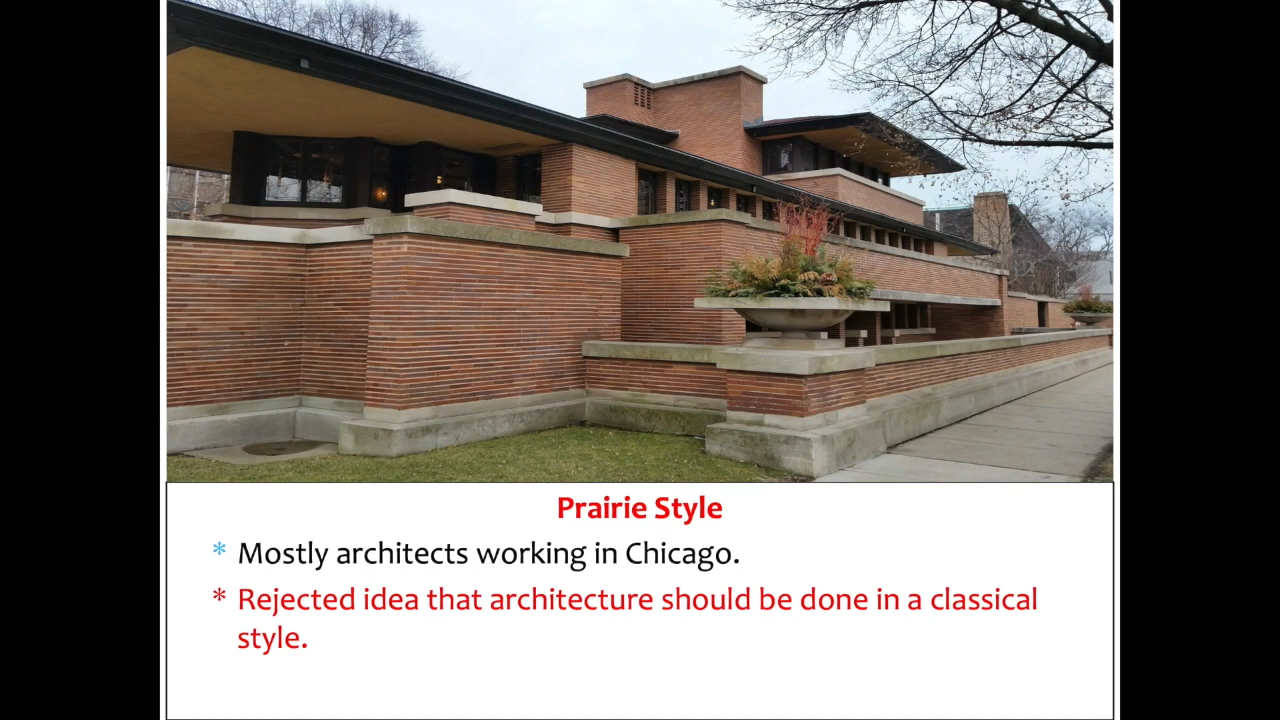 Prairie Style
* Mostly architects working in Chicago.
* Rejected idea that architecture should be done in a classical
style.